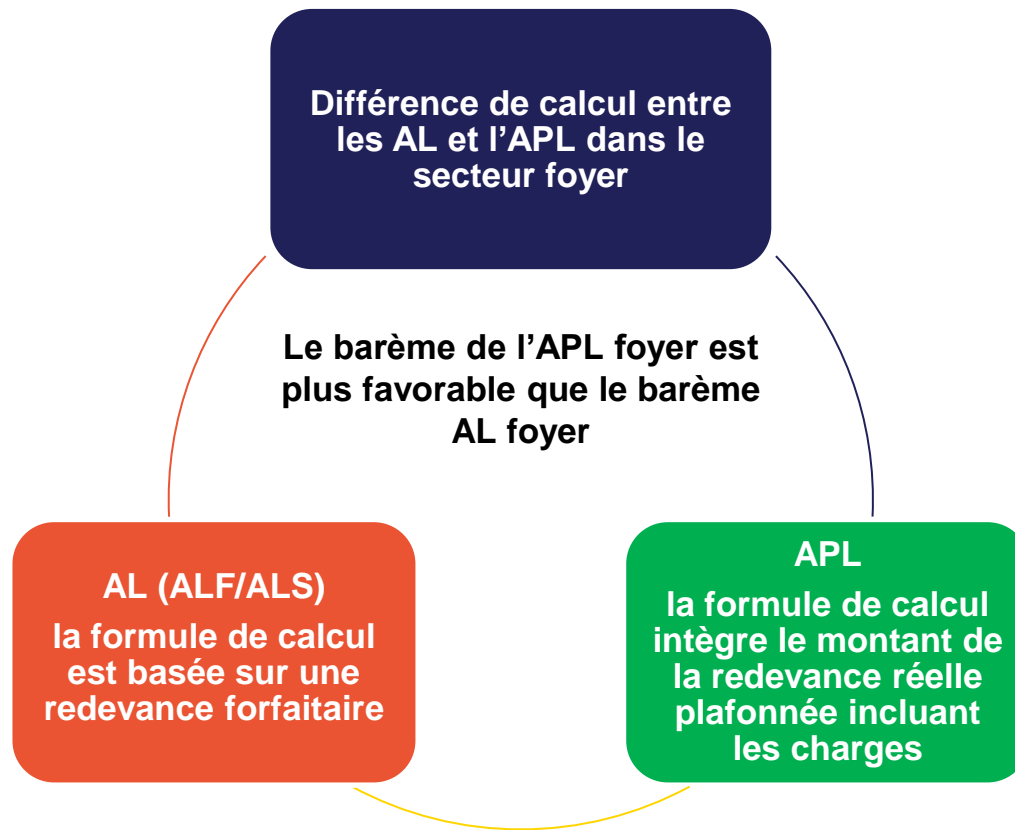 Différence de calcul entre
les AL et l’APL dans le
secteur foyer
Le barème de l’APL foyer est
plus favorable que le barème
AL foyer
AL (ALF/ALS)
la formule de calcul
est basée sur une
redevance forfaitaire
APL
la formule de calcul
intègre le montant de
la redevance réelle
plafonnée incluant
les charges